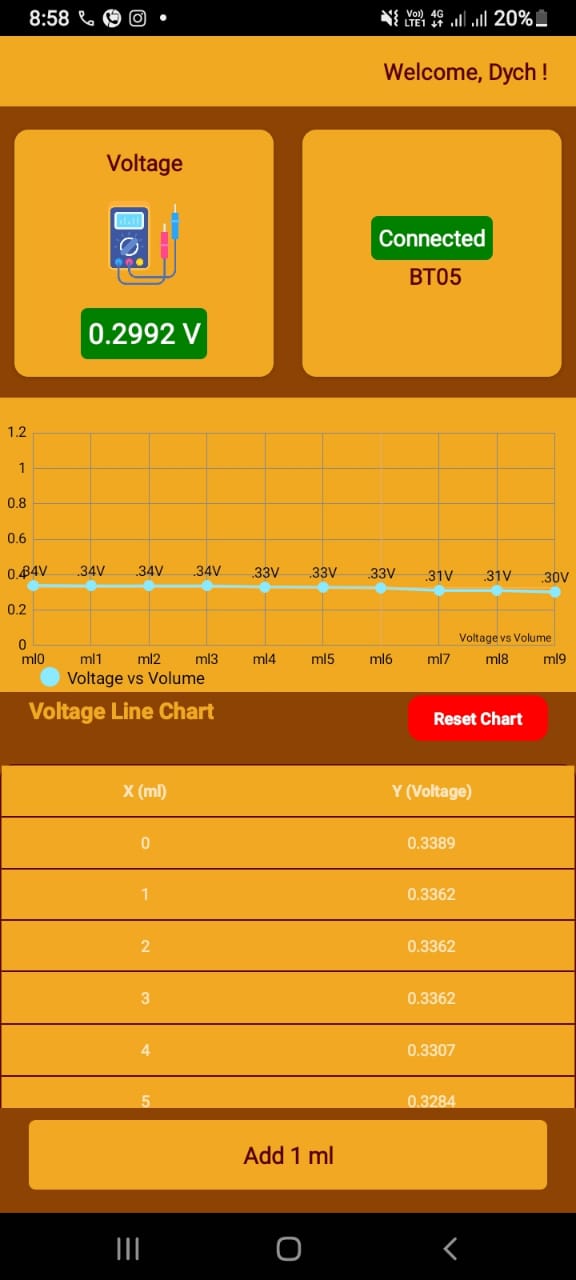 8:58
Vo)) 4G
LTE1
20%
Welcome, Dych !
Voltage
0.2992 V
Connected
BT05
1.2
1
0.8
0.6
0.4
0.2
0
.34V .34V .34V .34V .33V .33V .33V .31V .31V .30V
Voltage vs Volume
ml0 ml1 ml2 ml3 ml4 ml5 ml6 ml7 ml8 ml9
Voltage vs Volume
Voltage Line Chart
Reset Chart
X (ml) Y (Voltage)
0 0.3389
1 0.3362
2 0.3362
3 0.3362
4 0.3307
5 0.3284
Add 1 ml